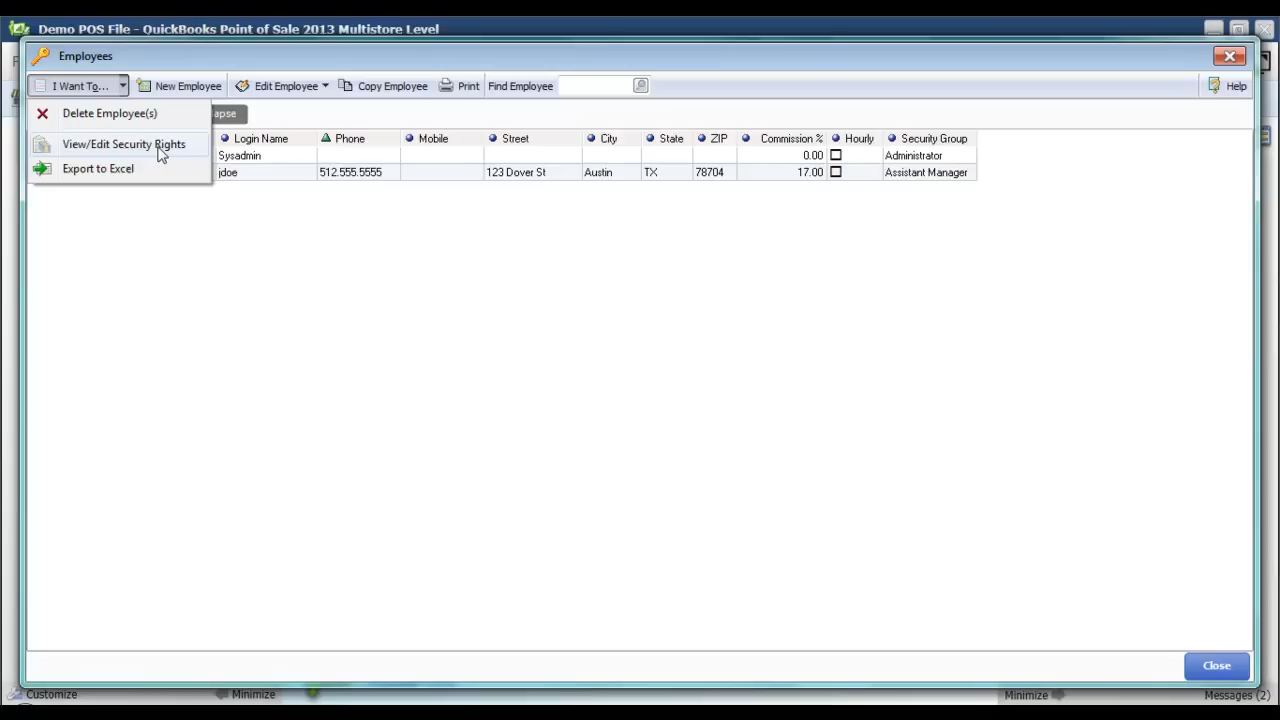 Demo POS File - QuickBooks Point of Sale 2013 Multistore Level
Employees
I Want To... New Employee Edit Employee Copy Employee Print Find Employee Help
Delete Employee(s)
View/Edit Security Rights
Export to Excel
Login Name Phone Mobile Street City State ZIP Commission % Hourly Security Group
Sysadmin 0.00 Administrator
jdoe 512.555.5555 123 Dover St Austin TX 78704 17.00 Assistant Manager
Close
Customize Minimize Minimize Messages (2)